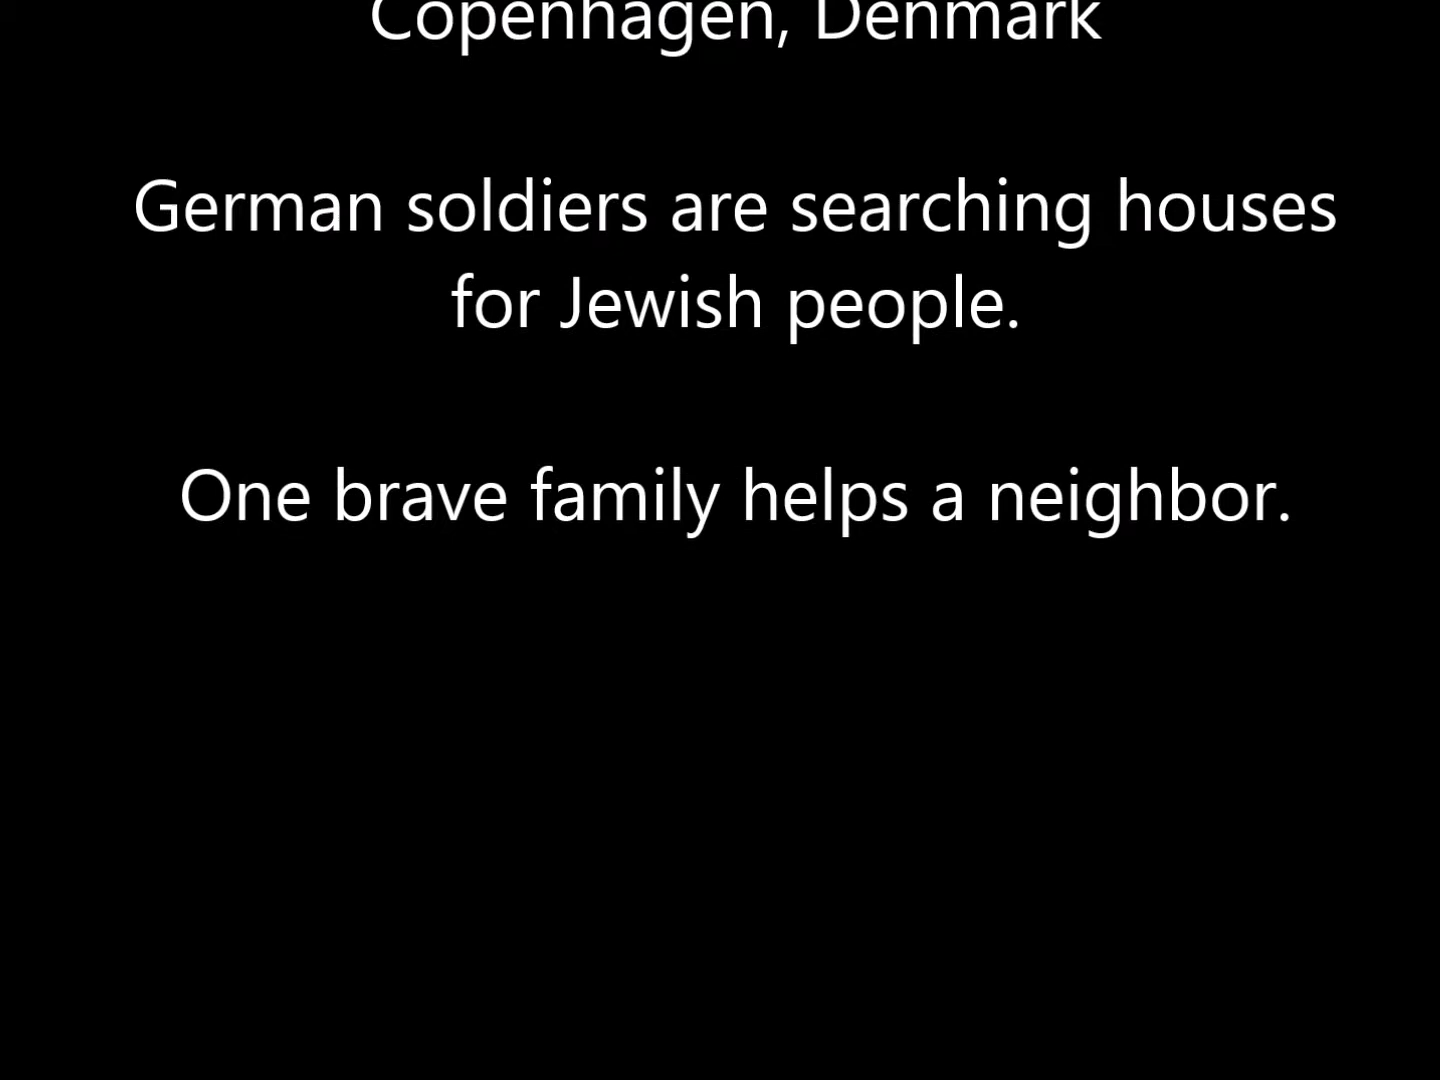 Copenhagen, Denmark
German soldiers are searching houses
for Jewish people.
One brave family helps a neighbor.